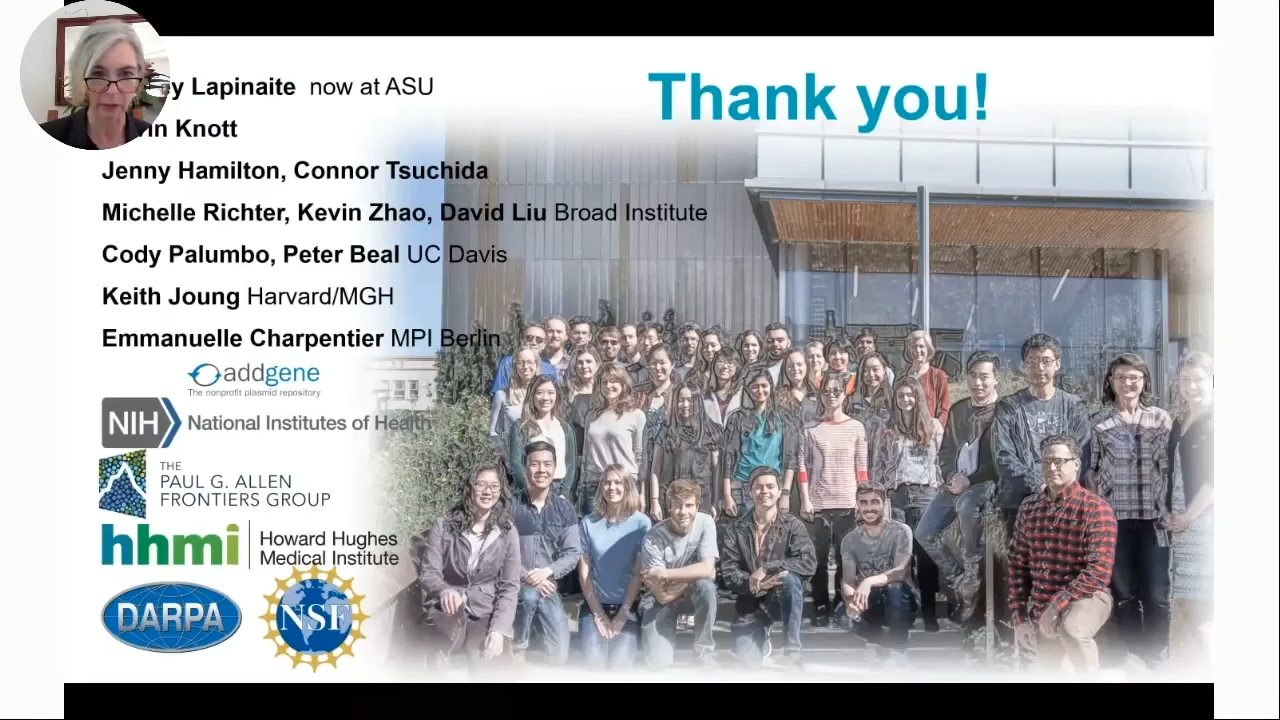 Lapinaite now at ASU
Knott
Thank you!
Jenny Hamilton, Connor Tsuchida
Michelle Richter, Kevin Zhao, David Liu Broad Institute
Cody Palumbo, Peter Beal UC Davis
Keith Joung Harvard/MGH
Emmanuelle Charpentier MPI Berlin
addgene
The nonprofit plasmid repository
NIH National Institutes of Health
THE
PAUL G. ALLEN
FRONTIERS GROUP
hhmi Howard Hughes
Medical Institute
DARPA NSF